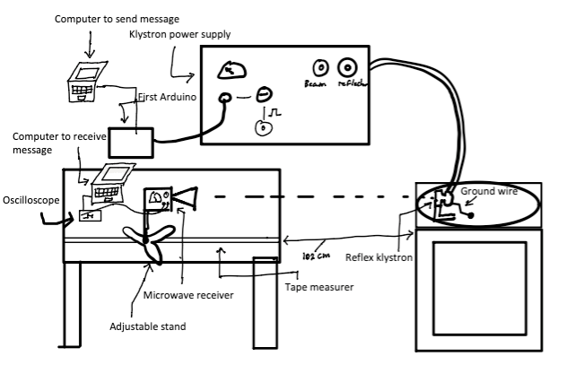 Computer to send message
Klystron power supply
First Arduino
Beam reflector
Computer to receive
message
Oscilloscope
Ground wire
102 cm
Reflex klystron
Microwave receiver
Tape measurer
Adjustable stand